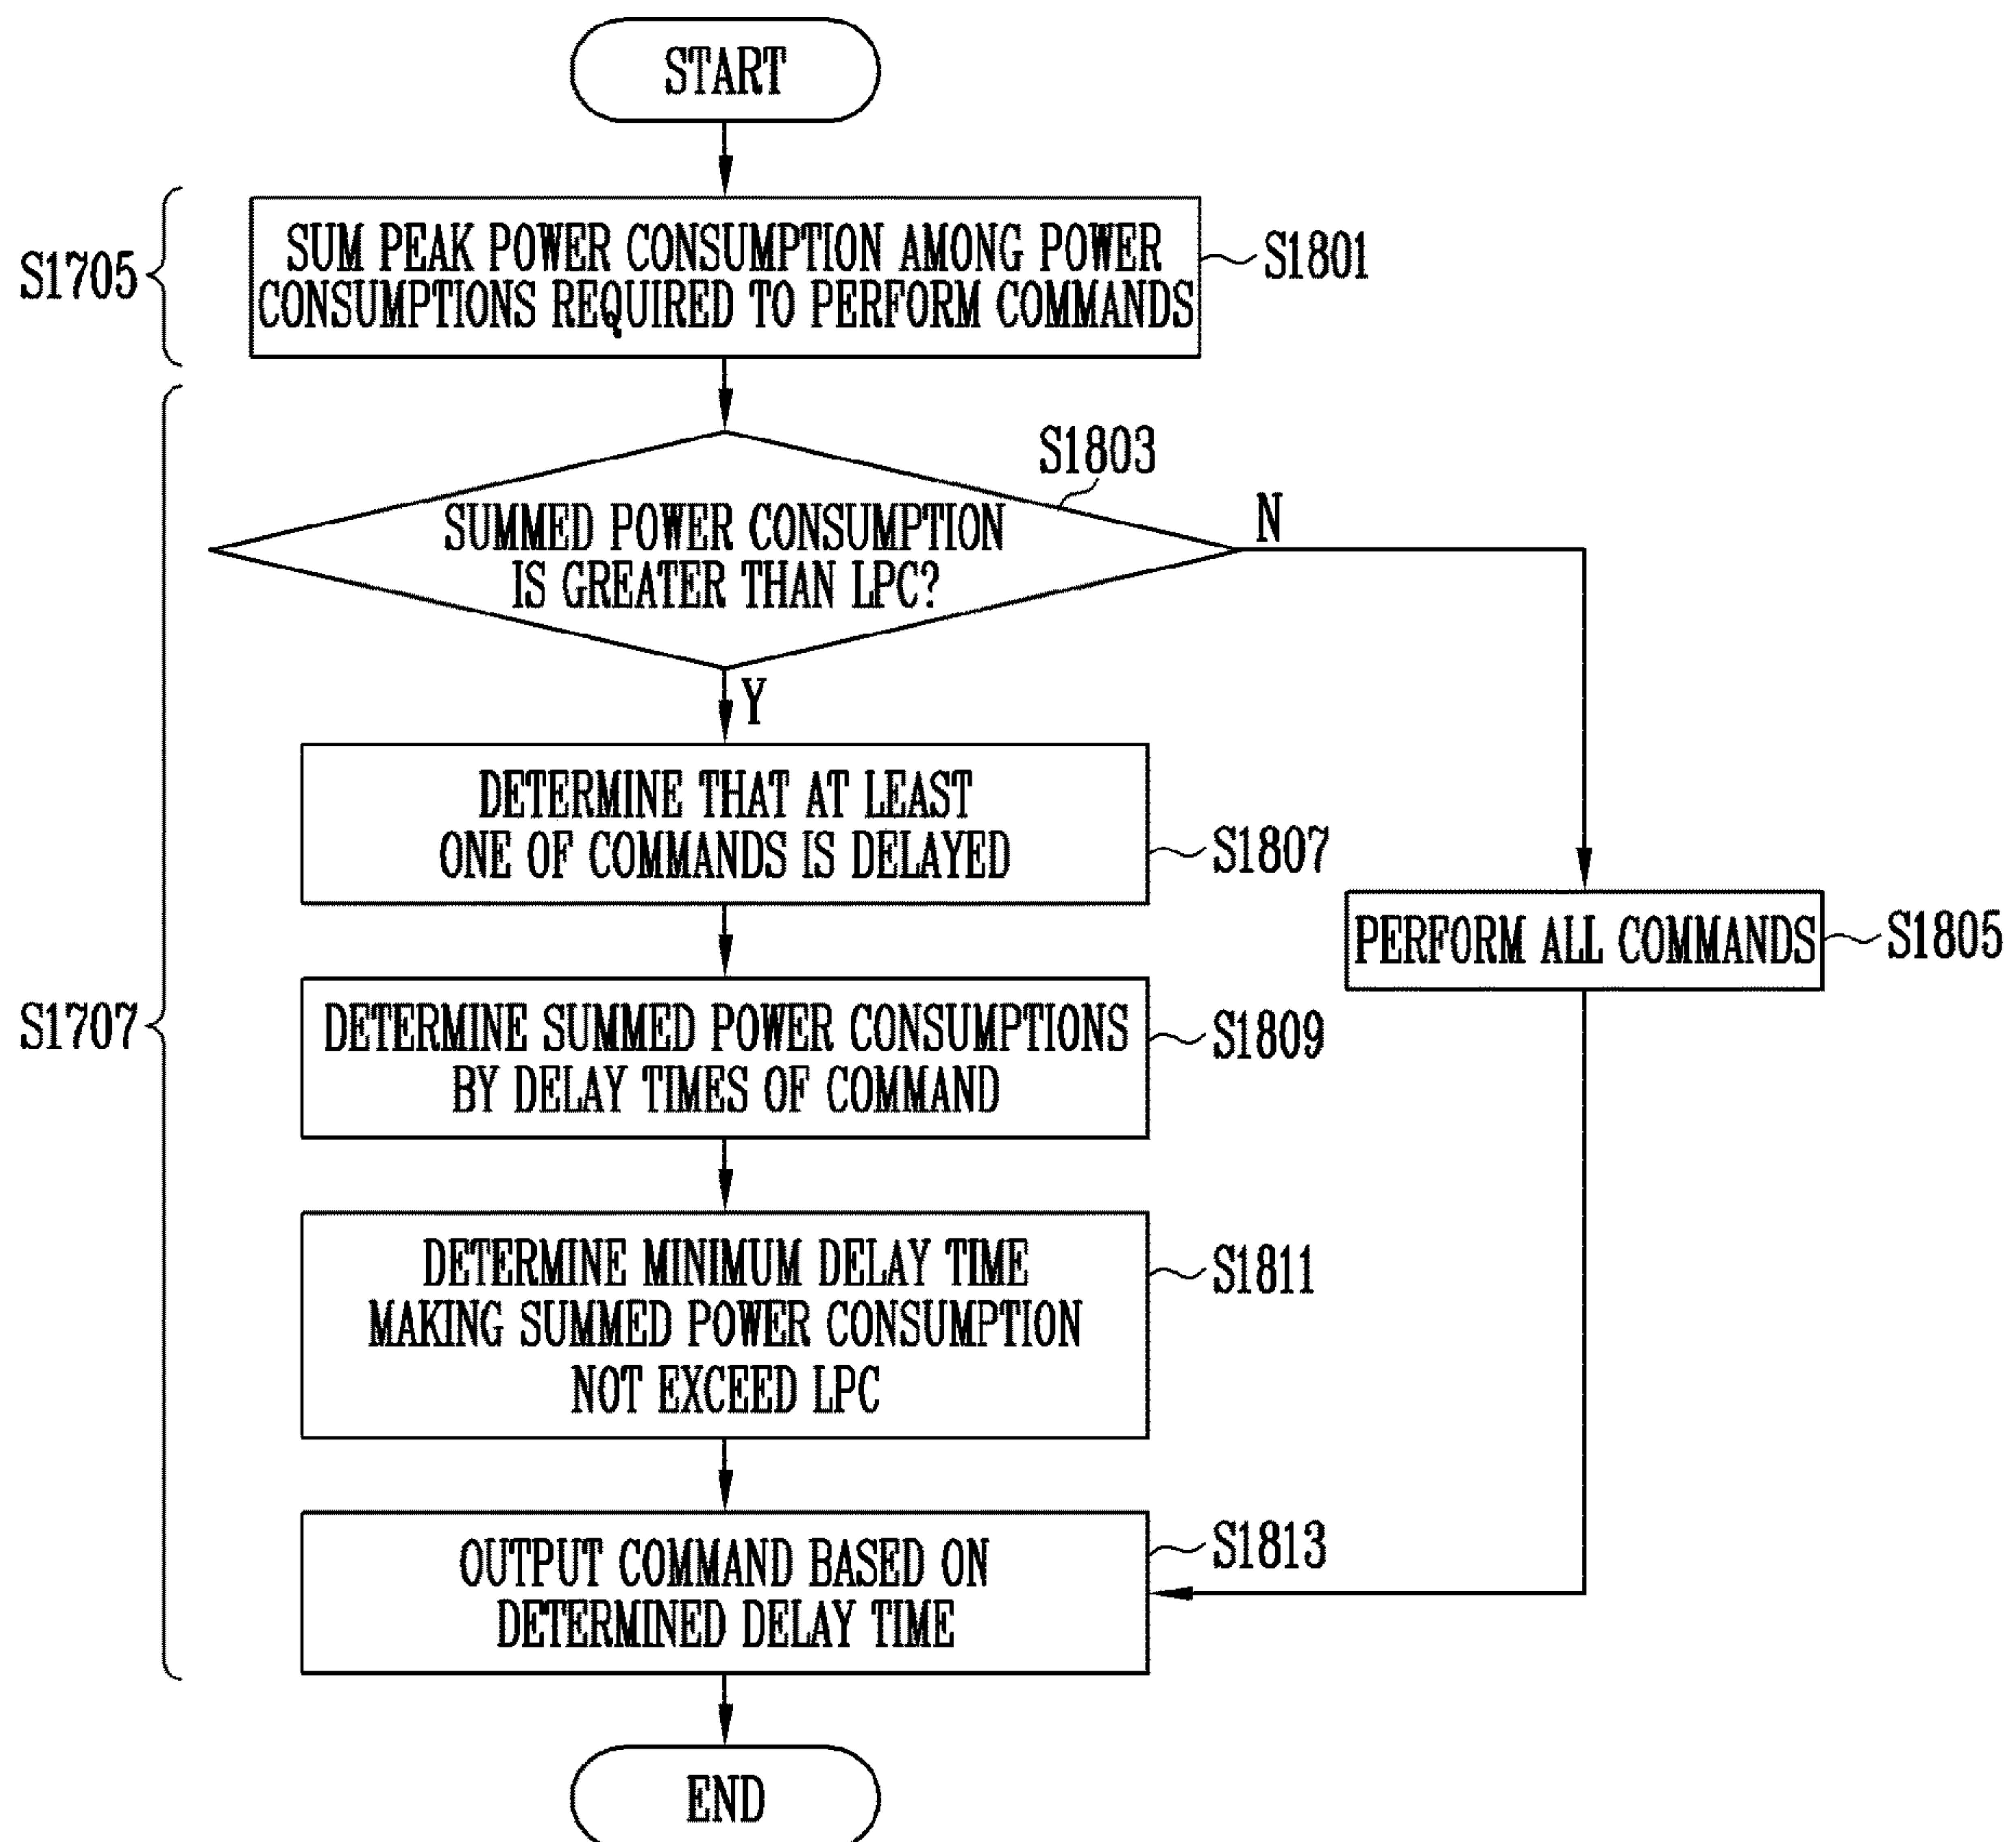 START
S1705
SUM PEAK POWER CONSUMPTION AMONG POWER
CONSUMPTIONS REQUIRED TO PERFORM COMMANDS
S1801
S1803
SUMMED POWER CONSUMPTION
IS GREATER THAN LPC?
N
Y
DETERMINE THAT AT LEAST
ONE OF COMMANDS IS DELAYED
S1807
PERFORM ALL COMMANDS
S1805
S1707
DETERMINE SUMMED POWER CONSUMPTIONS
BY DELAY TIMES OF COMMAND
S1809
DETERMINE MINIMUM DELAY TIME
MAKING SUMMED POWER CONSUMPTION
NOT EXCEED LPC
S1811
OUTPUT COMMAND BASED ON
DETERMINED DELAY TIME
S1813
END